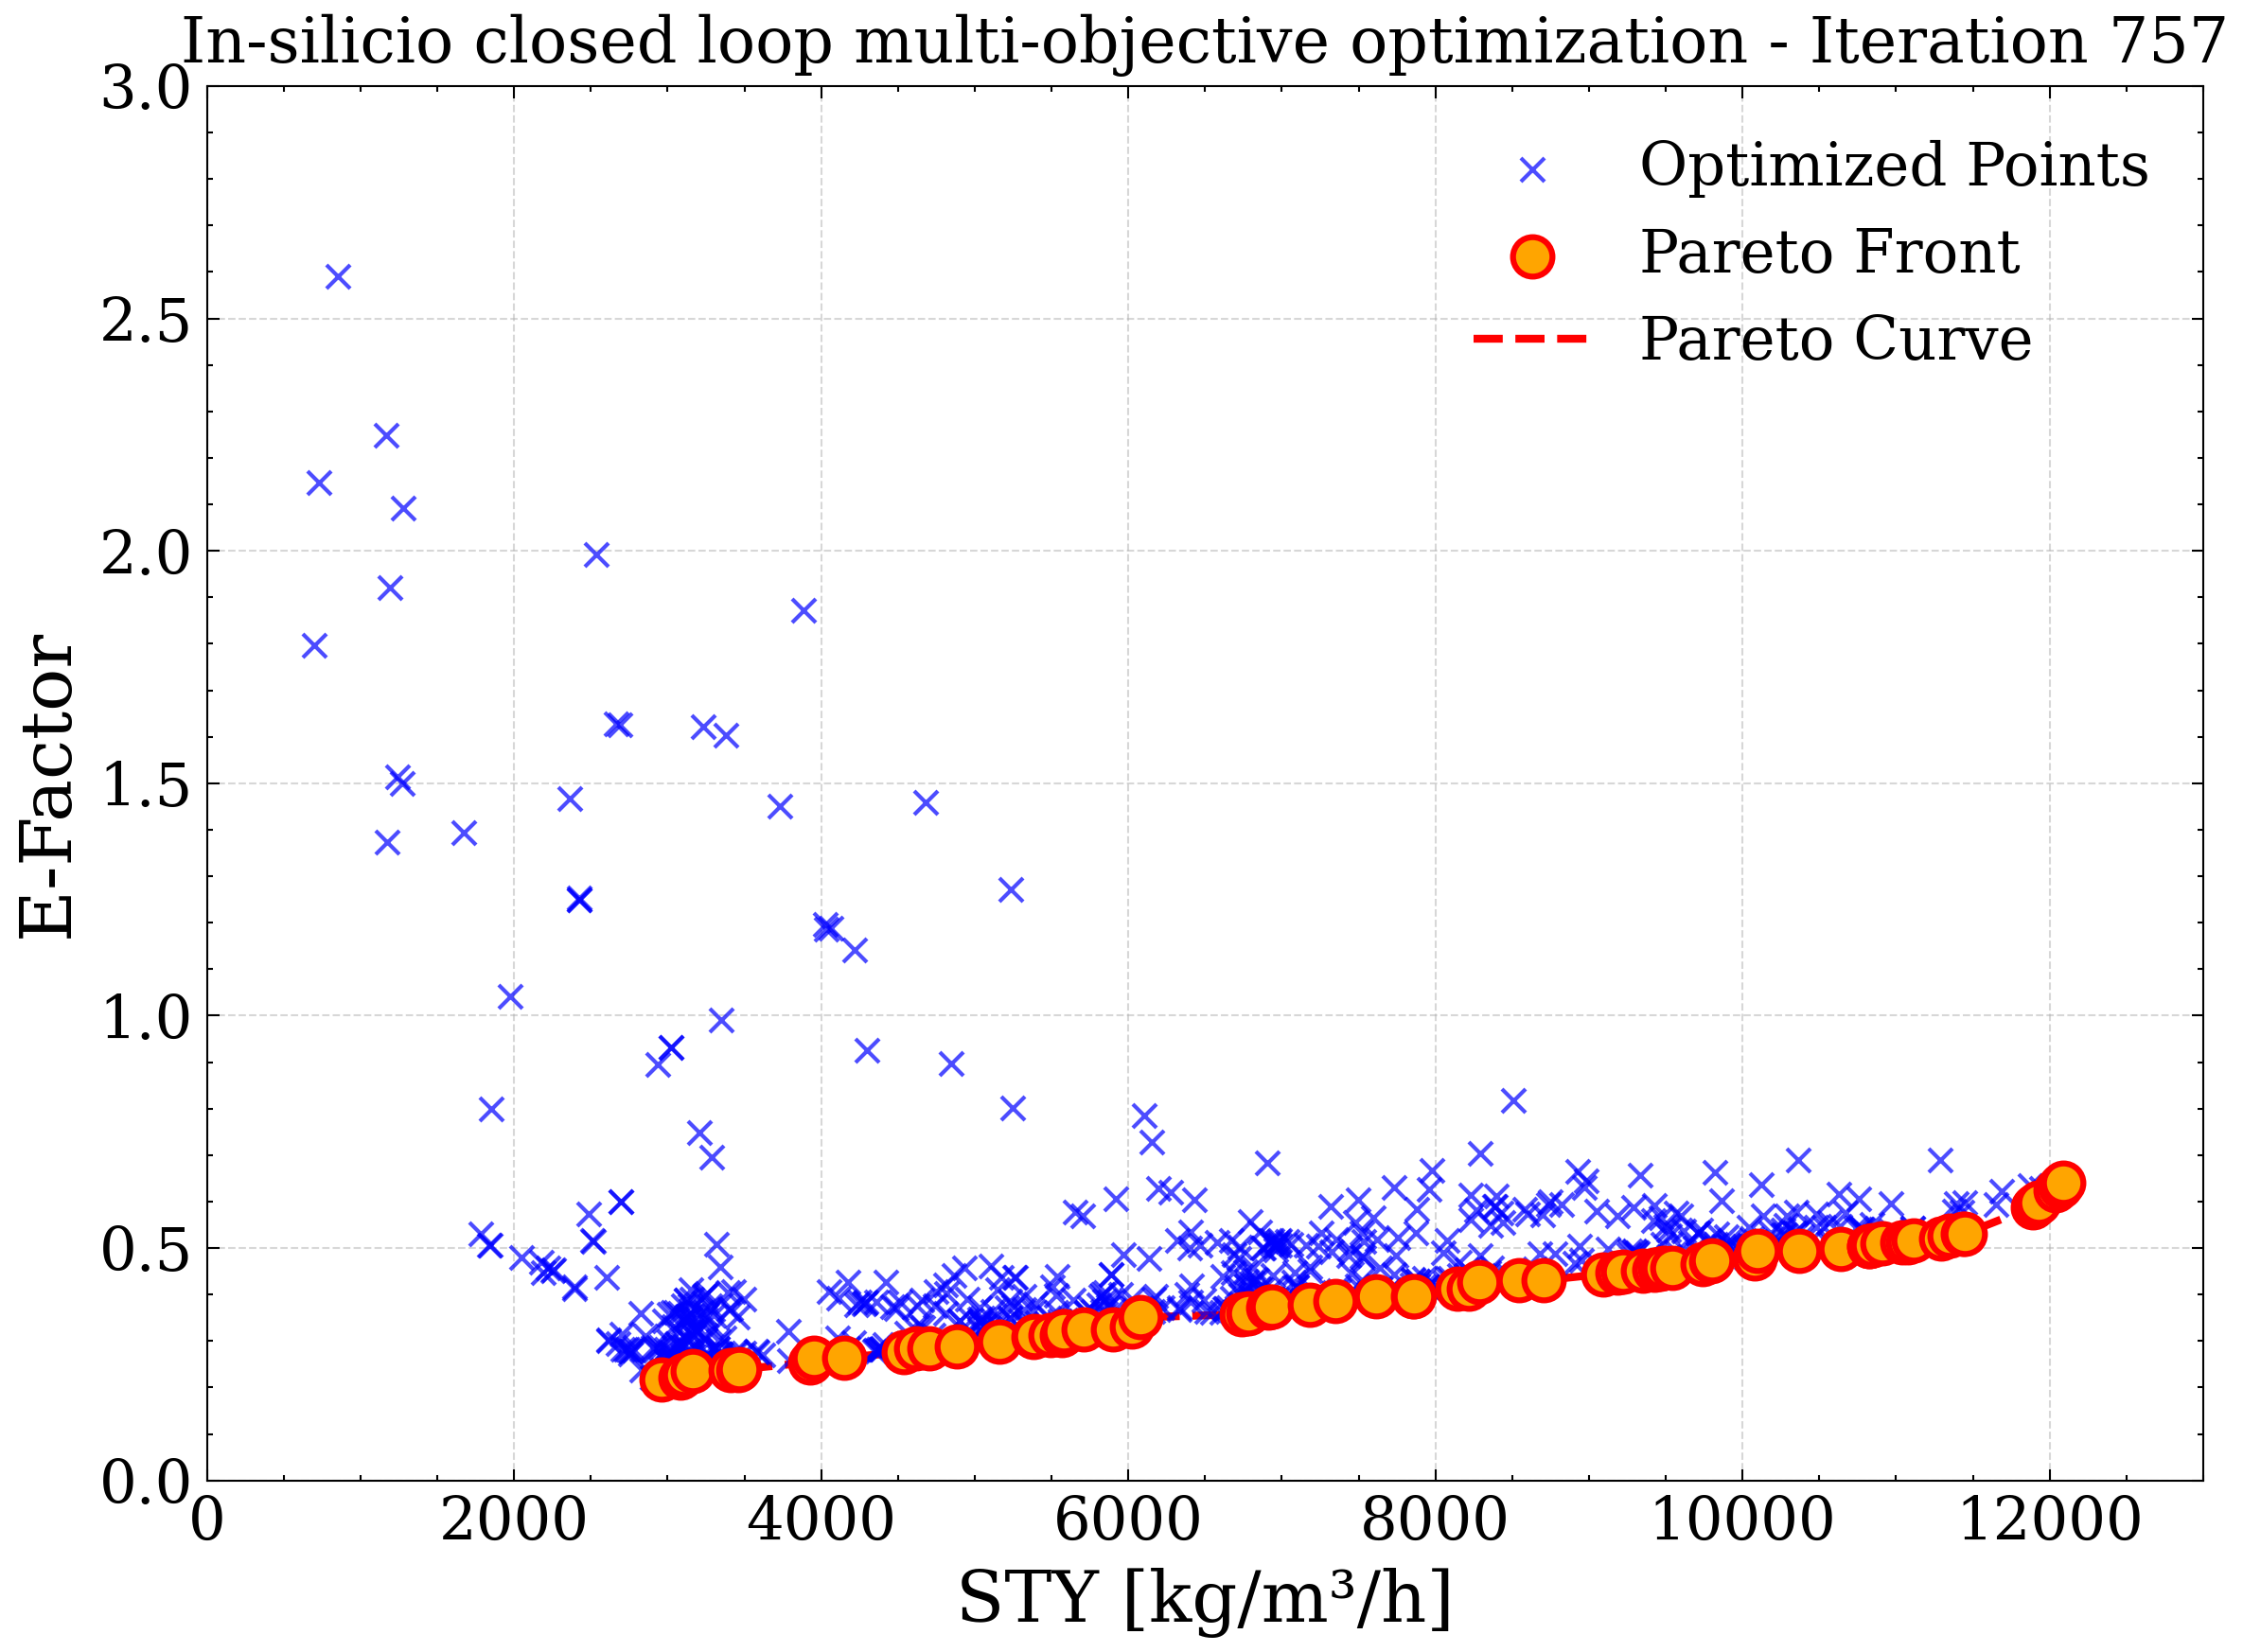 In-silicio closed loop multi-objective optimization - Iteration 757
3.0
2.5
2.0
1.5
1.0
0.5
0.0
E-Factor
Optimized Points
Pareto Front
Pareto Curve
0 2000 4000 6000 8000 10000 12000
STY [kg/m³/h]